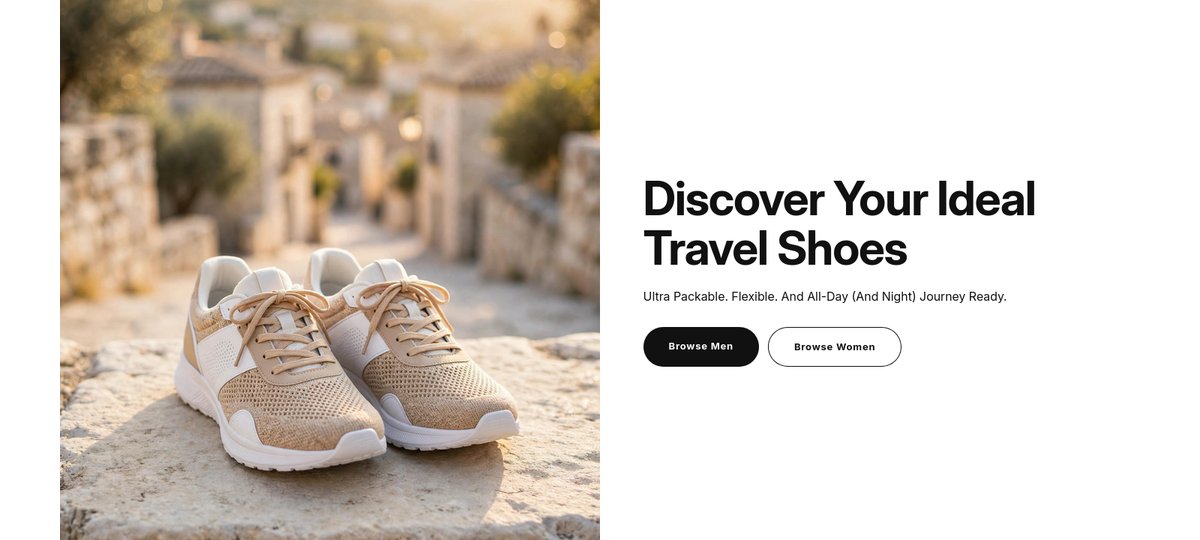 Discover Your Ideal
Travel Shoes
Ultra Packable. Flexible. And All-Day (And Night) Journey Ready.
Browse Men
Browse Women